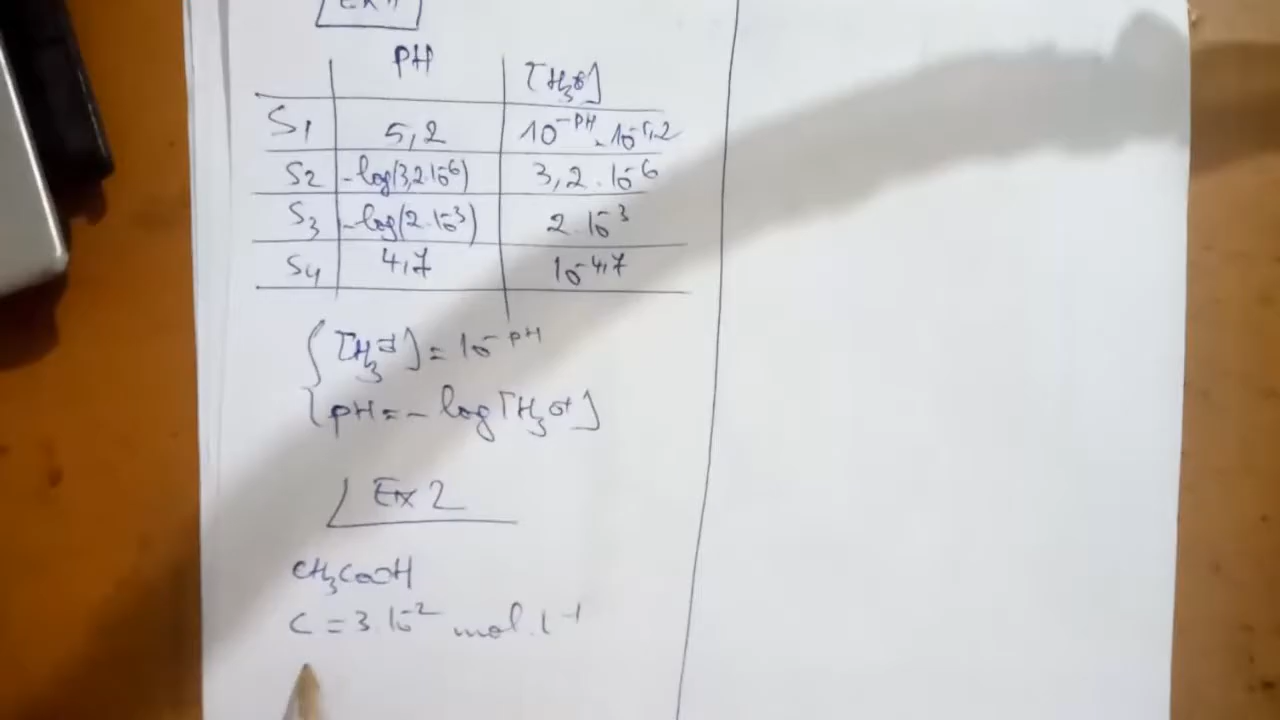 Ex 1
PH [H3O+]
S1 5,2 10^-PH = 10^-5,2
S2 -log(3,2.10^-6) 3,2.10^-6
S3 -log(2.10^-3) 2.10^-3
S4 4,7 10^-4,7
[H3O+] = 10^-PH
pH = - log[H3O+]
Ex 2
CH3COOH
C = 3.10^-2 mol.L^-1